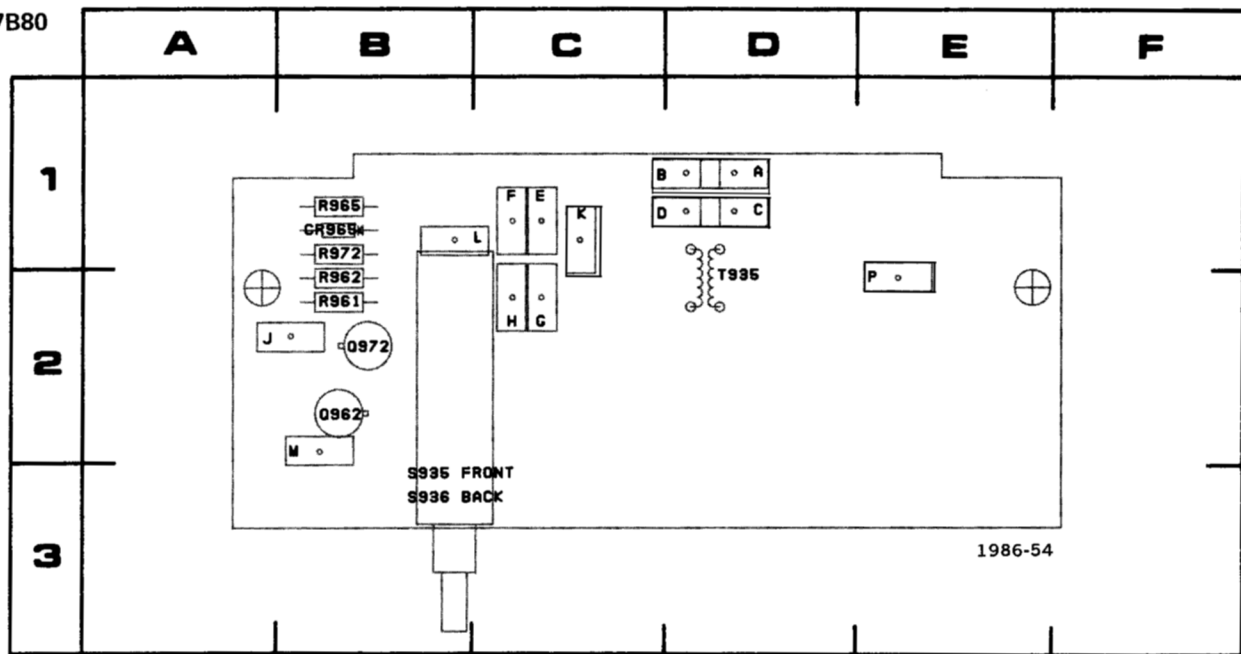 7B80
A B C D E F
1
B A
F E K
R965
D C
CR965
L
R972
T935
R962
P
R961
H G
J
Q972
2
Q962
M
S935 FRONT
S936 BACK
1986-54
3